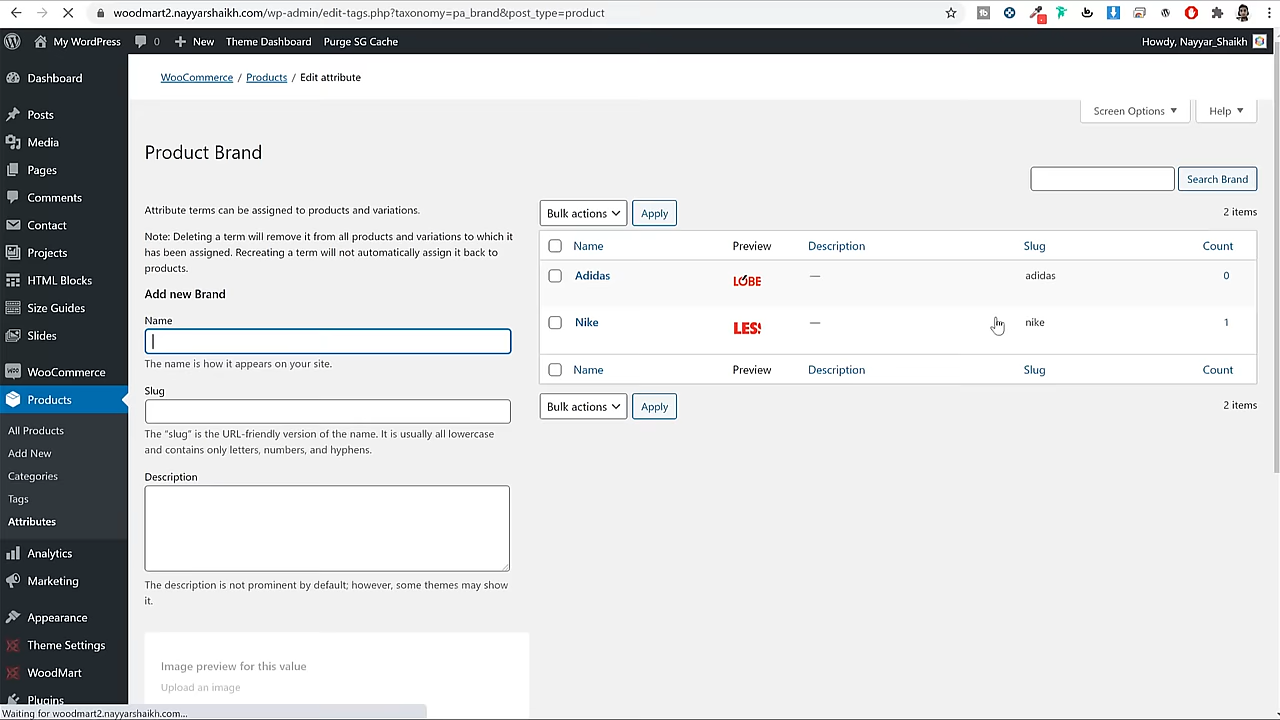 woodmart2.nayyarshaikh.com/wp-admin/edit-tags.php?taxonomy=pa_brand&post_type=product
My WordPress 0 New Theme Dashboard Purge SG Cache Howdy, Nayyar_Shaikh
Dashboard
Posts
Media
Pages
Comments
Contact
Projects
HTML Blocks
Size Guides
Slides
WooCommerce
Products
All Products
Add New
Categories
Tags
Attributes
Analytics
Marketing
Appearance
Theme Settings
WoodMart
Plugins
WooCommerce / Products / Edit attribute
Screen Options Help
Product Brand
Search Brand
Attribute terms can be assigned to products and variations.
Note: Deleting a term will remove it from all products and variations to which it
has been assigned. Recreating a term will not automatically assign it back to
products.
Add new Brand
Name
The name is how it appears on your site.
Slug
The “slug” is the URL-friendly version of the name. It is usually all lowercase
and contains only letters, numbers, and hyphens.
Description
The description is not prominent by default; however, some themes may show
it.
Image preview for this value
Upload an image
Bulk actions Apply 2 items
Name Preview Description Slug Count
Adidas LOBE — adidas 0
Nike LES! — nike 1
Name Preview Description Slug Count
Bulk actions Apply 2 items
Waiting for woodmart2.nayyarshaikh.com...